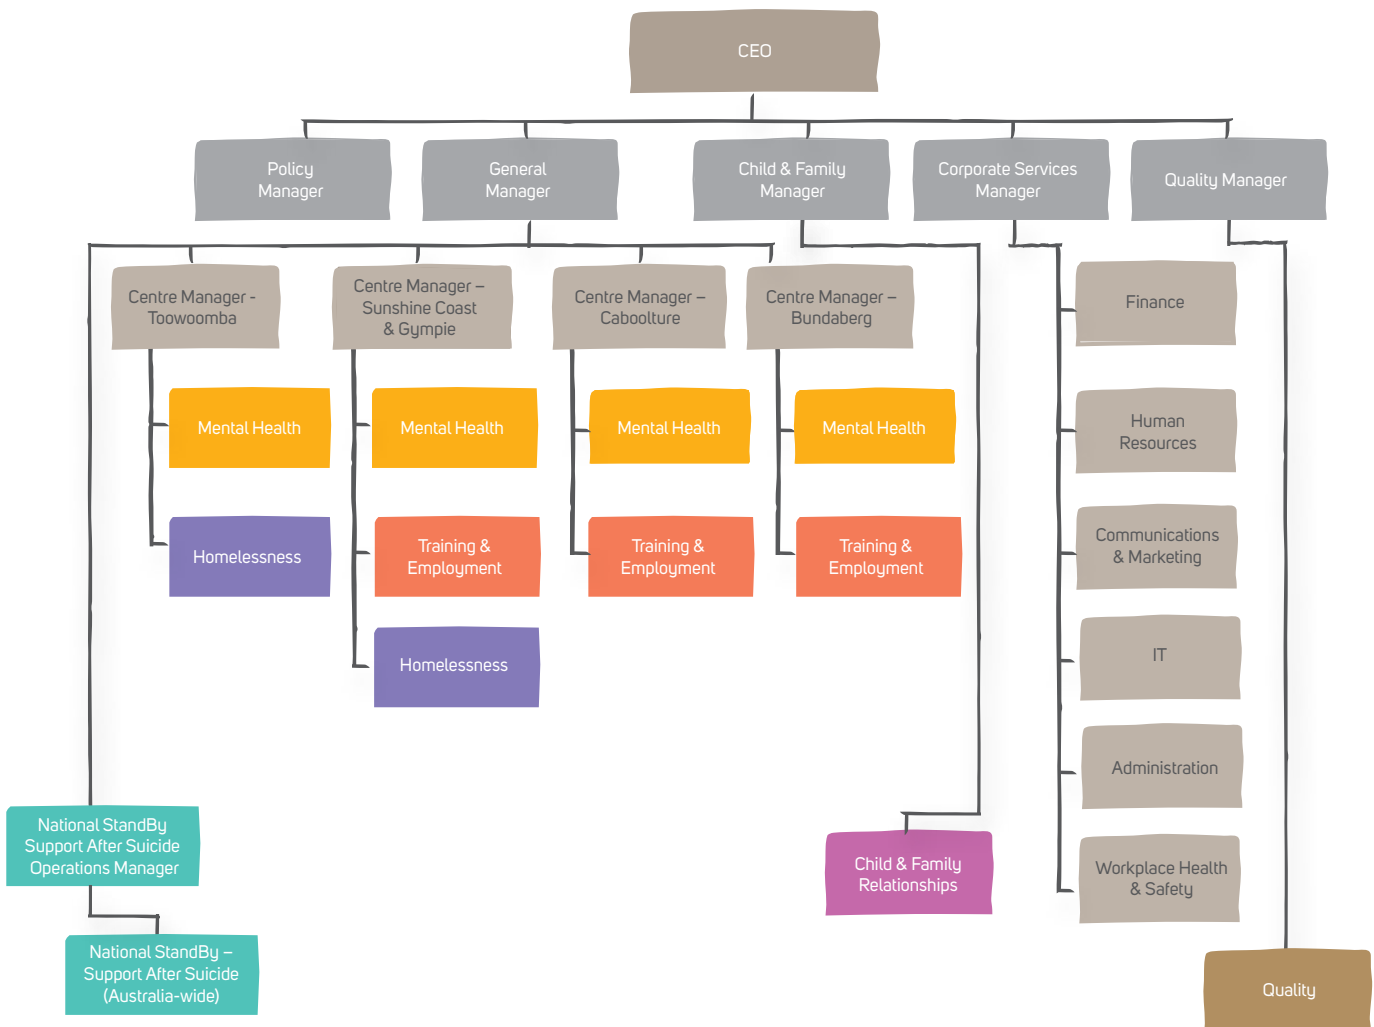 CEO
Policy
Manager
General
Manager
Child & Family
Manager
Corporate Services
Manager
Quality Manager
Centre Manager -
Toowoomba
Centre Manager –
Sunshine Coast
& Gympie
Centre Manager –
Caboolture
Centre Manager –
Bundaberg
Finance
Mental Health
Mental Health
Mental Health
Mental Health
Human
Resources
Homelessness
Training &
Employment
Training &
Employment
Training &
Employment
Communications
& Marketing
Homelessness
IT
Administration
National StandBy
Support After Suicide
Operations Manager
Child & Family
Relationships
Workplace Health
& Safety
National StandBy –
Support After Suicide
(Australia-wide)
Quality